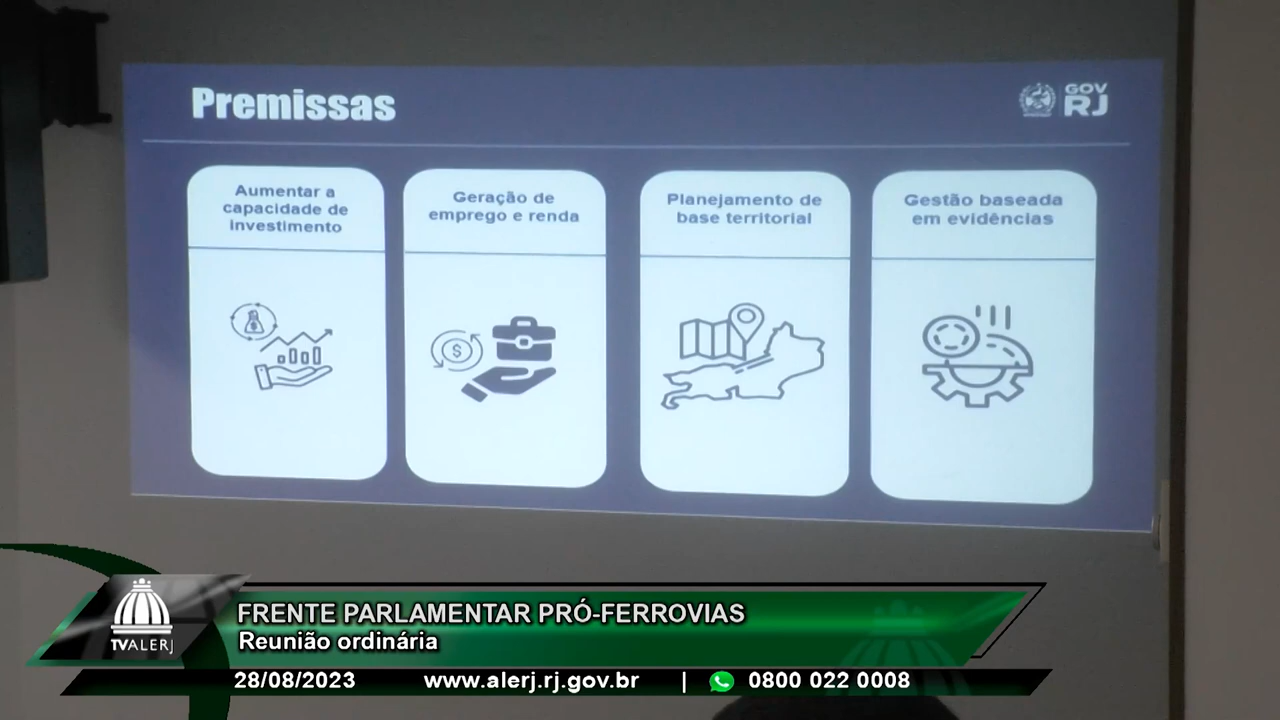 Premissas
GOV
RJ
Aumentar a
capacidade de
investimento
Geração de
emprego e renda
Planejamento de
base territorial
Gestão baseada
em evidências
$
TVALERJ
FRENTE PARLAMENTAR PRÓ-FERROVIAS
Reunião ordinária
28/08/2023 www.alerj.rj.gov.br | 0800 022 0008